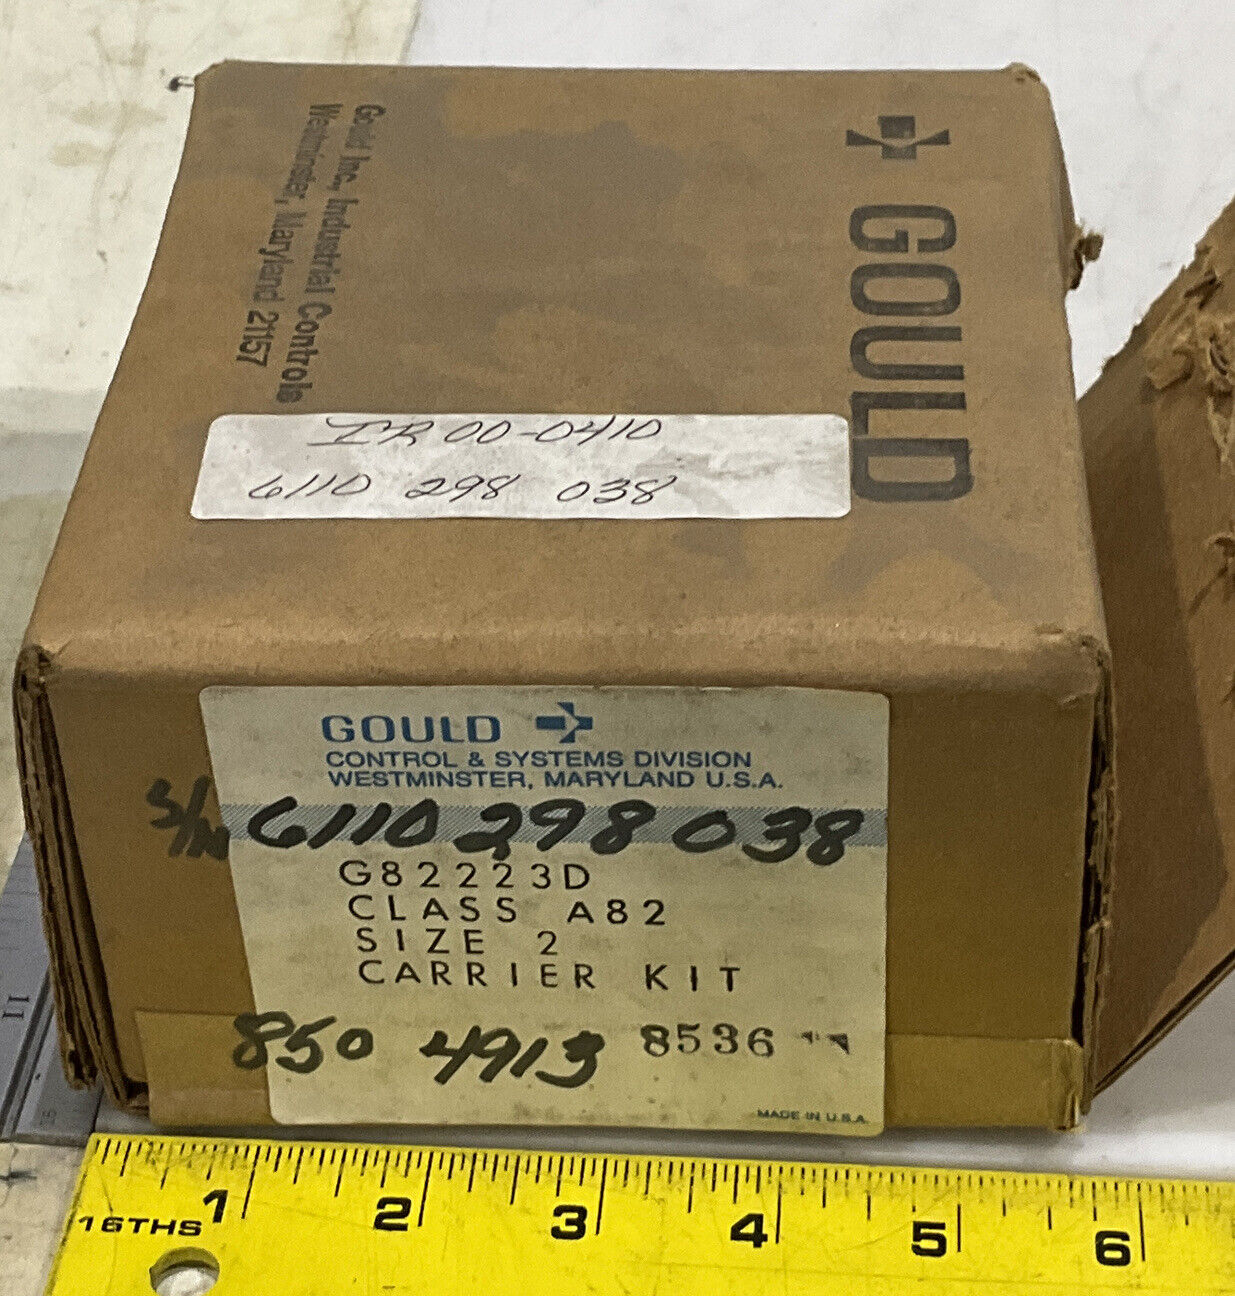 GOULD
Gould Inc., Industrial Controls
Westminster, Maryland 21157
IR 00-0410
6110 298 038
GOULD
CONTROL & SYSTEMS DIVISION
WESTMINSTER, MARYLAND U.S.A.
S/N 6110 298 038
G82223D
CLASS A82
SIZE 2
CARRIER KIT
850 4913 8536
MADE IN U.S.A.
1 2 3 4 5 6
16THS
11